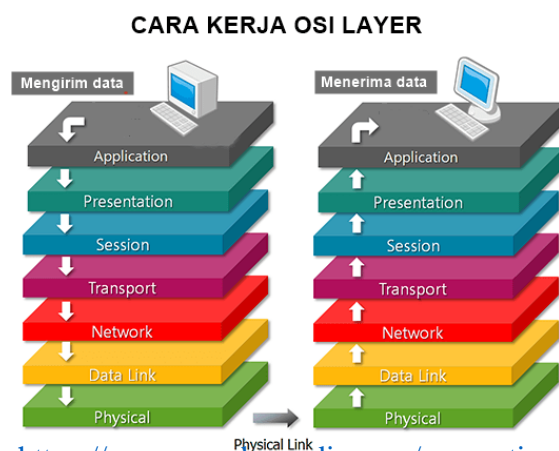 CARA KERJA OSI LAYER
Mengirim data
Application
Presentation
Session
Transport
Network
Data Link
Physical
Menerima data
Application
Presentation
Session
Transport
Network
Data Link
Physical
Physical Link